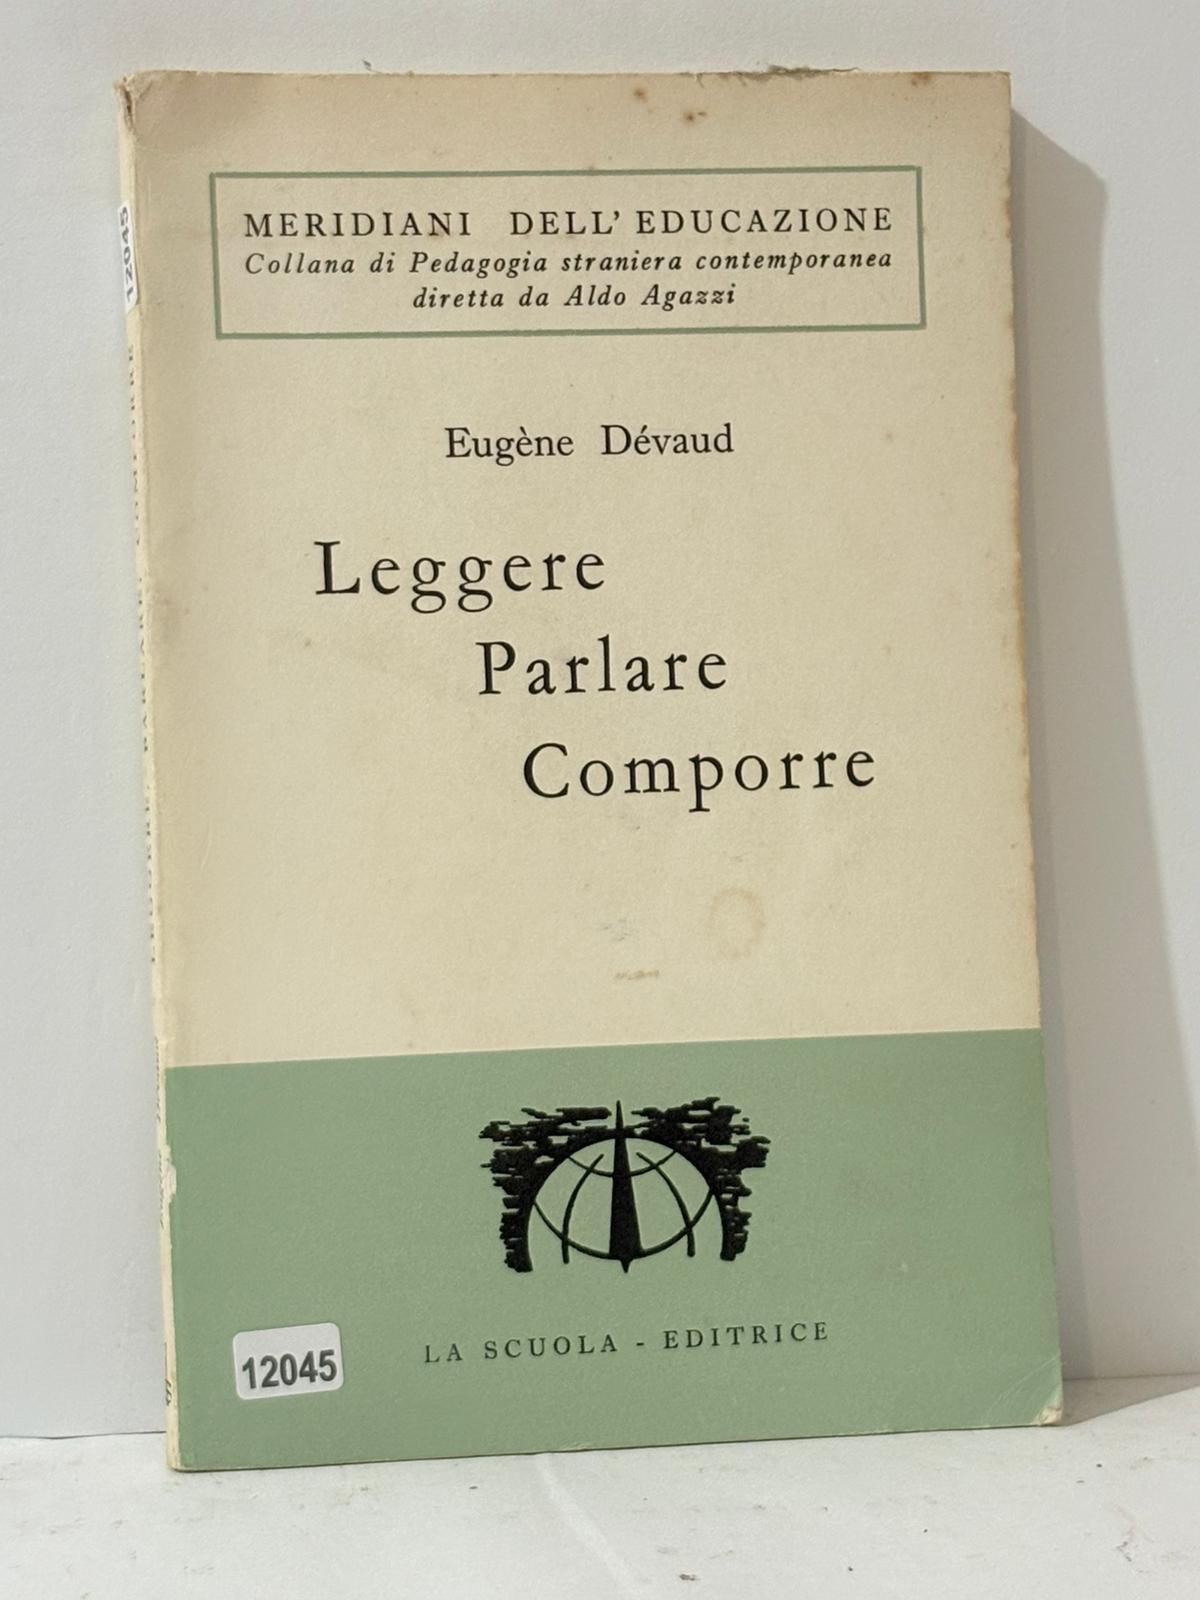 MERIDIANI DELL' EDUCAZIONE
Collana di Pedagogia straniera contemporanea
diretta da Aldo Agazzi
Eugène Dévaud
Leggere
Parlare
Comporre
LA SCUOLA - EDITRICE
12045
12045